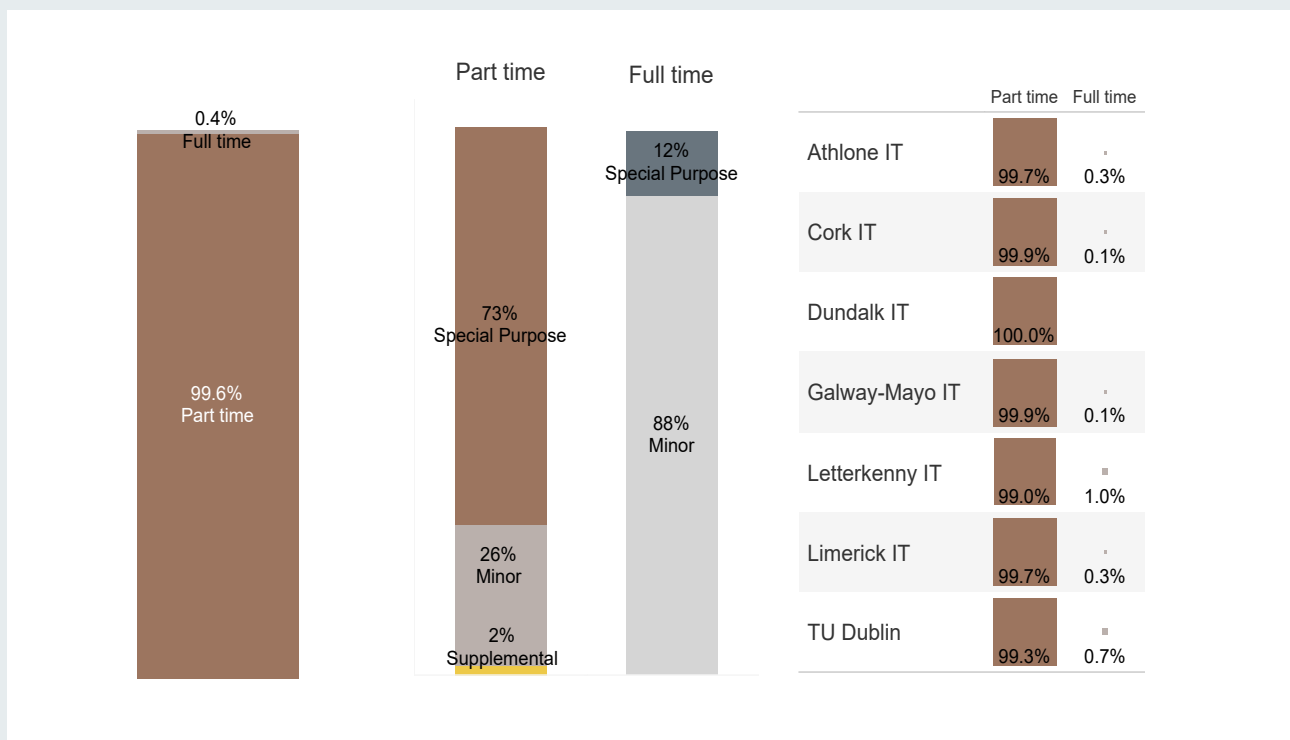 0.4%
Full time
99.6%
Part time
Part time
Full time
73%
Special Purpose
26%
Minor
2%
Supplemental
12%
Special Purpose
88%
Minor
Part time Full time
Athlone IT 99.7% 0.3%
Cork IT 99.9% 0.1%
Dundalk IT 100.0%
Galway-Mayo IT 99.9% 0.1%
Letterkenny IT 99.0% 1.0%
Limerick IT 99.7% 0.3%
TU Dublin 99.3% 0.7%